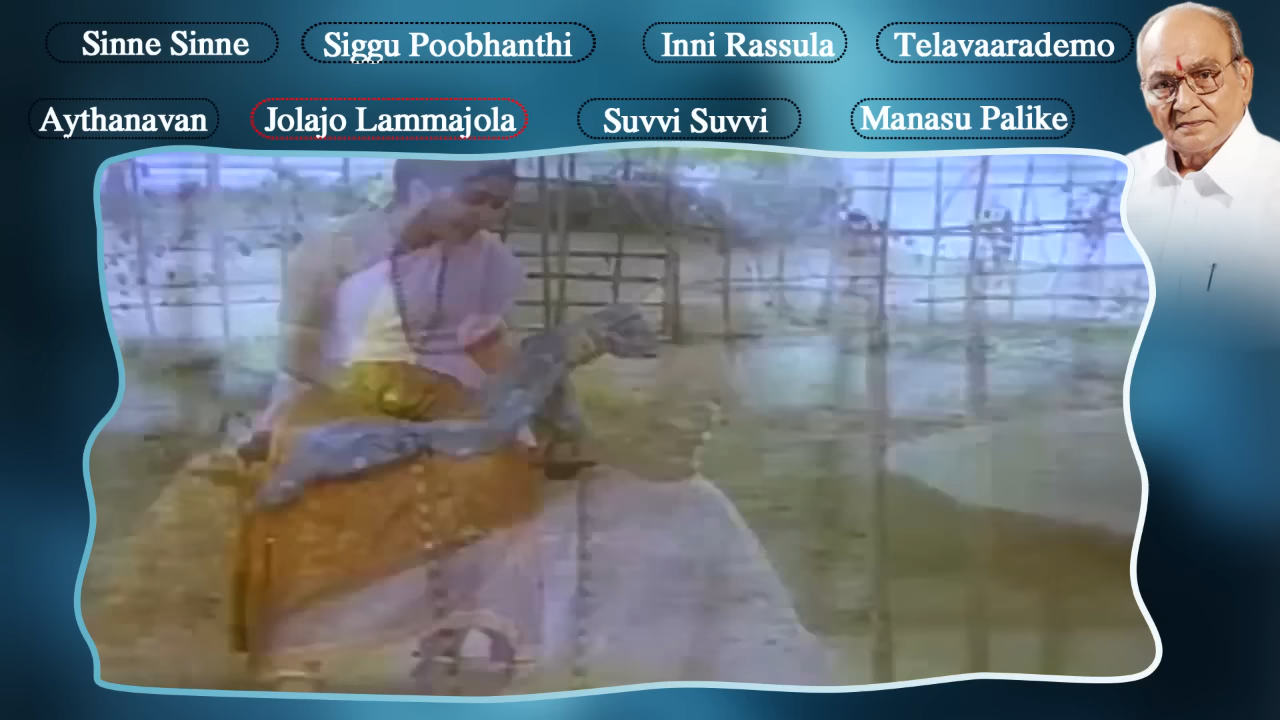 Sinne Sinne Siggu Poobhanthi Inni Rassula Telavaarademo
Aythanavan Jolajo Lammajola Suvvi Suvvi Manasu Palike